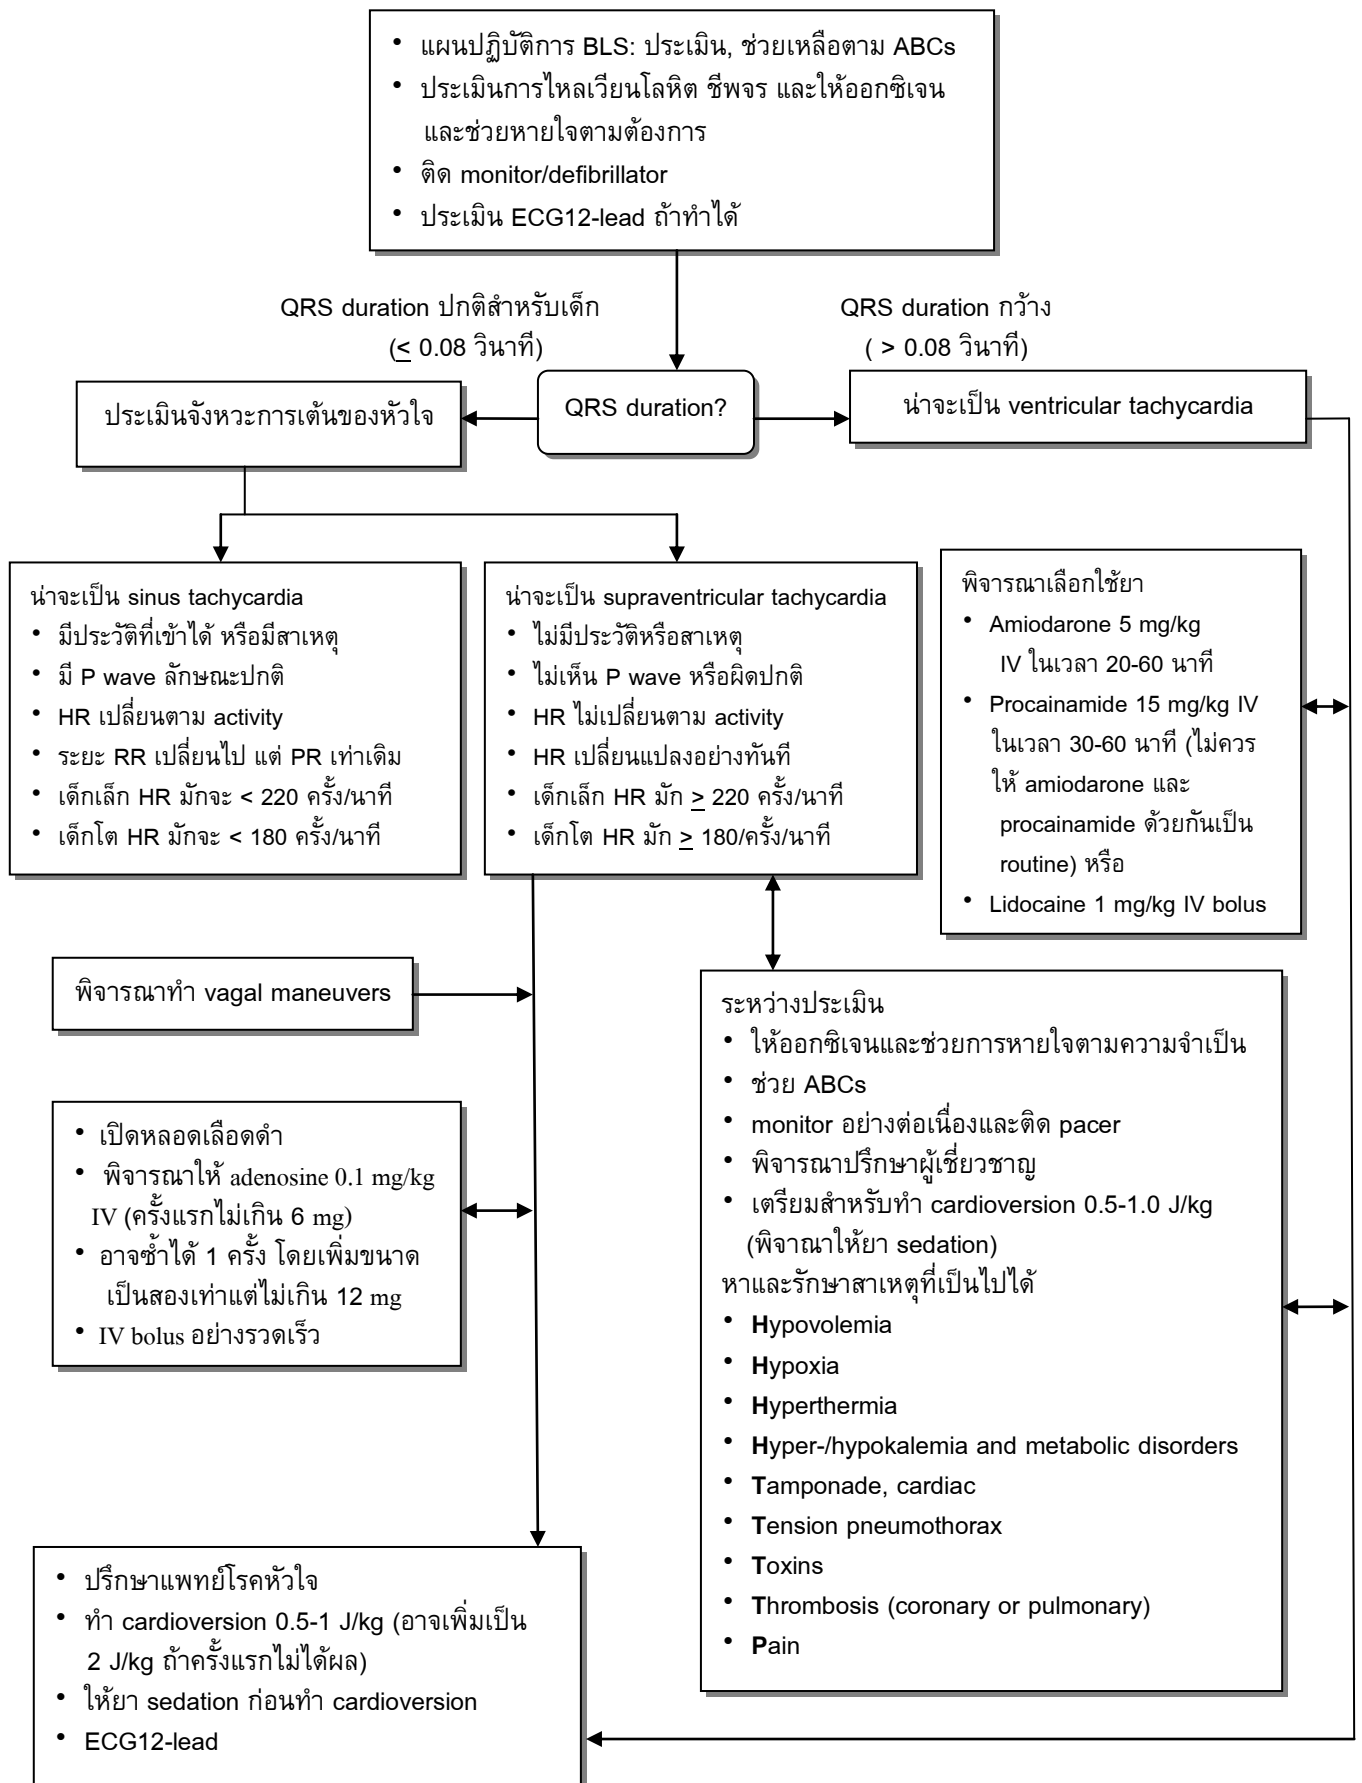 • แผนปฏิบัติการ BLS: ประเมิน, ช่วยเหลือตาม ABCs
• ประเมินการไหลเวียนโลหิต ชีพจร และให้ออกซิเจน
และช่วยหายใจตามต้องการ
• ติด monitor/defibrillator
• ประเมิน ECG12-lead ถ้าทำได้
QRS duration ปกติสำหรับเด็ก
(≤ 0.08 วินาที)
QRS duration กว้าง
( > 0.08 วินาที)
ประเมินจังหวะการเต้นของหัวใจ
QRS duration?
น่าจะเป็น ventricular tachycardia
น่าจะเป็น sinus tachycardia
• มีประวัติที่เข้าได้ หรือมีสาเหตุ
• มี P wave ลักษณะปกติ
• HR เปลี่ยนตาม activity
• ระยะ RR เปลี่ยนไป แต่ PR เท่าเดิม
• เด็กเล็ก HR มักจะ < 220 ครั้ง/นาที
• เด็กโต HR มักจะ < 180 ครั้ง/นาที
น่าจะเป็น supraventricular tachycardia
• ไม่มีประวัติหรือสาเหตุ
• ไม่เห็น P wave หรือผิดปกติ
• HR ไม่เปลี่ยนตาม activity
• HR เปลี่ยนแปลงอย่างทันที
• เด็กเล็ก HR มัก ≥ 220 ครั้ง/นาที
• เด็กโต HR มัก ≥ 180/ครั้ง/นาที
พิจารณาเลือกใช้ยา
• Amiodarone 5 mg/kg
IV ในเวลา 20-60 นาที
• Procainamide 15 mg/kg IV
ในเวลา 30-60 นาที (ไม่ควร
ให้ amiodarone และ
procainamide ด้วยกันเป็น
routine) หรือ
• Lidocaine 1 mg/kg IV bolus
พิจารณาทำ vagal maneuvers
• เปิดหลอดเลือดดำ
• พิจารณาให้ adenosine 0.1 mg/kg
IV (ครั้งแรกไม่เกิน 6 mg)
• อาจซ้ำได้ 1 ครั้ง โดยเพิ่มขนาด
เป็นสองเท่าแต่ไม่เกิน 12 mg
• IV bolus อย่างรวดเร็ว
ระหว่างประเมิน
• ให้ออกซิเจนและช่วยการหายใจตามความจำเป็น
• ช่วย ABCs
• monitor อย่างต่อเนื่องและติด pacer
• พิจารณาปรึกษาผู้เชี่ยวชาญ
• เตรียมสำหรับทำ cardioversion 0.5-1.0 J/kg
(พิจาณาให้ยา sedation)
หาและรักษาสาเหตุที่เป็นไปได้
• Hypovolemia
• Hypoxia
• Hyperthermia
• Hyper-/hypokalemia and metabolic disorders
• Tamponade, cardiac
• Tension pneumothorax
• Toxins
• Thrombosis (coronary or pulmonary)
• Pain
• ปรึกษาแพทย์โรคหัวใจ
• ทำ cardioversion 0.5-1 J/kg (อาจเพิ่มเป็น
2 J/kg ถ้าครั้งแรกไม่ได้ผล)
• ให้ยา sedation ก่อนทำ cardioversion
• ECG12-lead